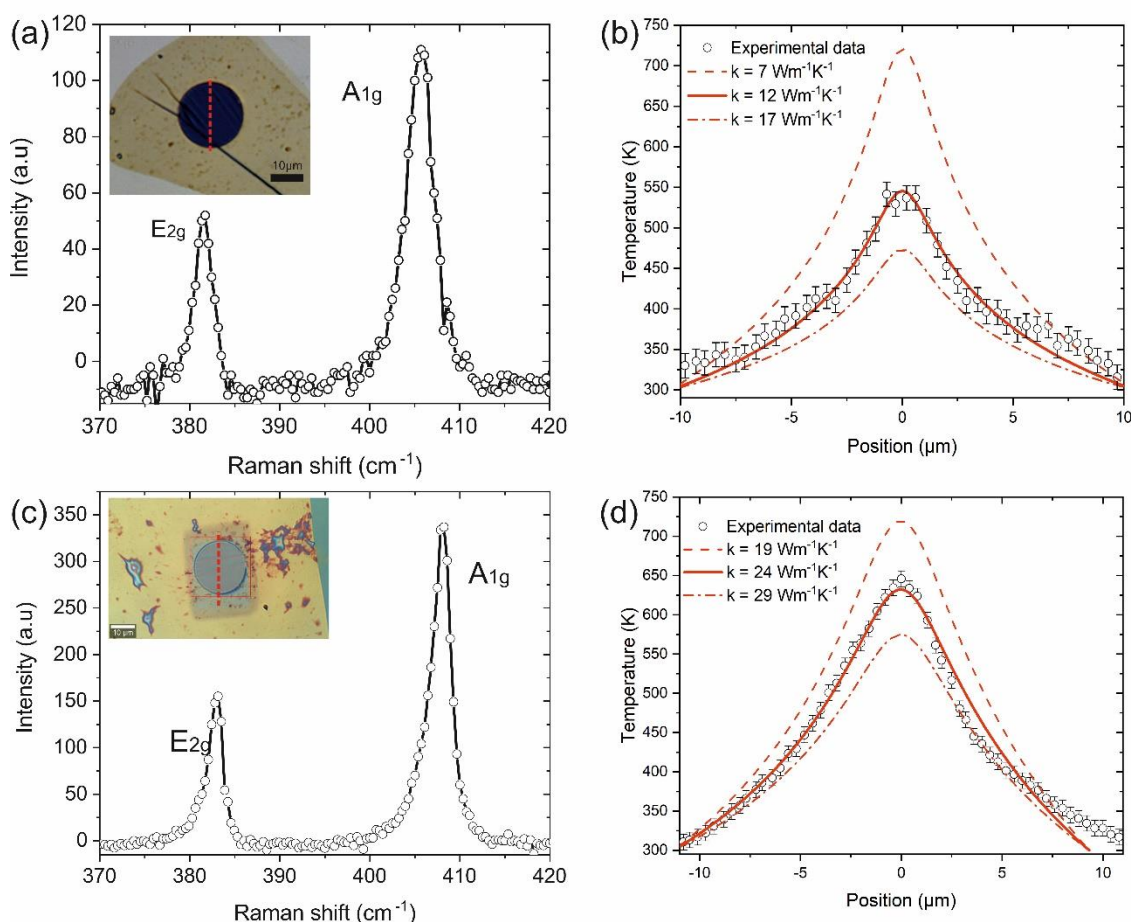 (a)
120
100
80
60
40
20
0
Intensity (a.u)
10µm
E2g
A1g
370 380 390 400 410 420
Raman shift (cm⁻¹)
(b)
750
700
650
600
550
500
450
400
350
300
Temperature (K)
Experimental data
k = 7 Wm⁻¹K⁻¹
k = 12 Wm⁻¹K⁻¹
k = 17 Wm⁻¹K⁻¹
-10 -5 0 5 10
Position (µm)
(c)
350
300
250
200
150
100
50
0
Intensity (a.u)
10 µm
E2g
A1g
370 380 390 400 410 420
Raman shift (cm⁻¹)
(d)
750
700
650
600
550
500
450
400
350
300
Temperature (K)
Experimental data
k = 19 Wm⁻¹K⁻¹
k = 24 Wm⁻¹K⁻¹
k = 29 Wm⁻¹K⁻¹
-10 -5 0 5 10
Position (µm)